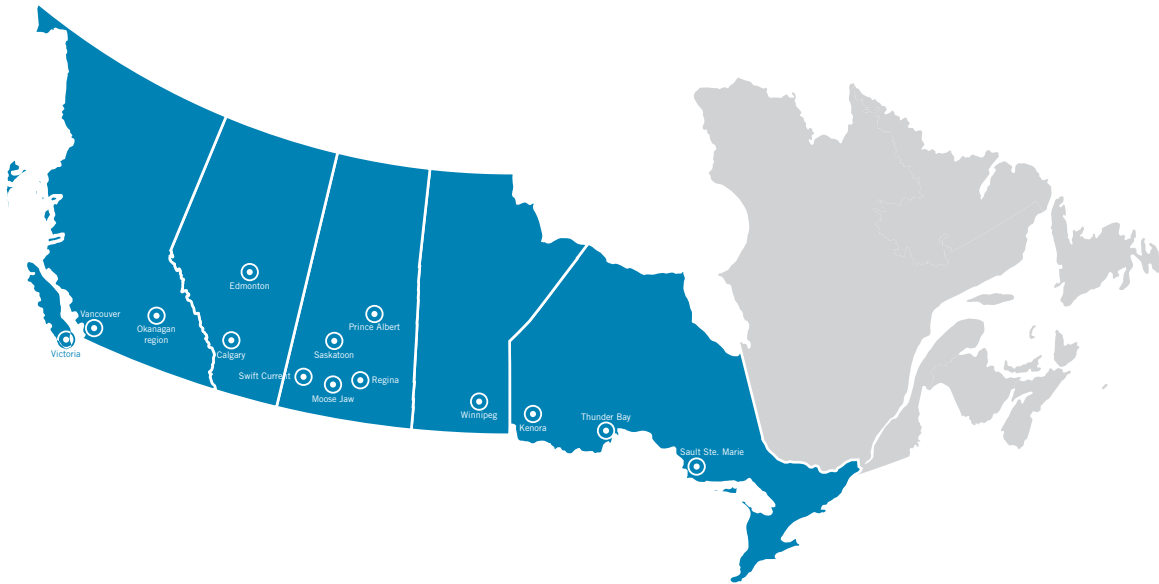 Edmonton
Vancouver
Okanagan
region
Victoria
Calgary
Prince Albert
Saskatoon
Swift Current
Moose Jaw
Regina
Winnipeg
Kenora
Thunder Bay
Sault Ste. Marie